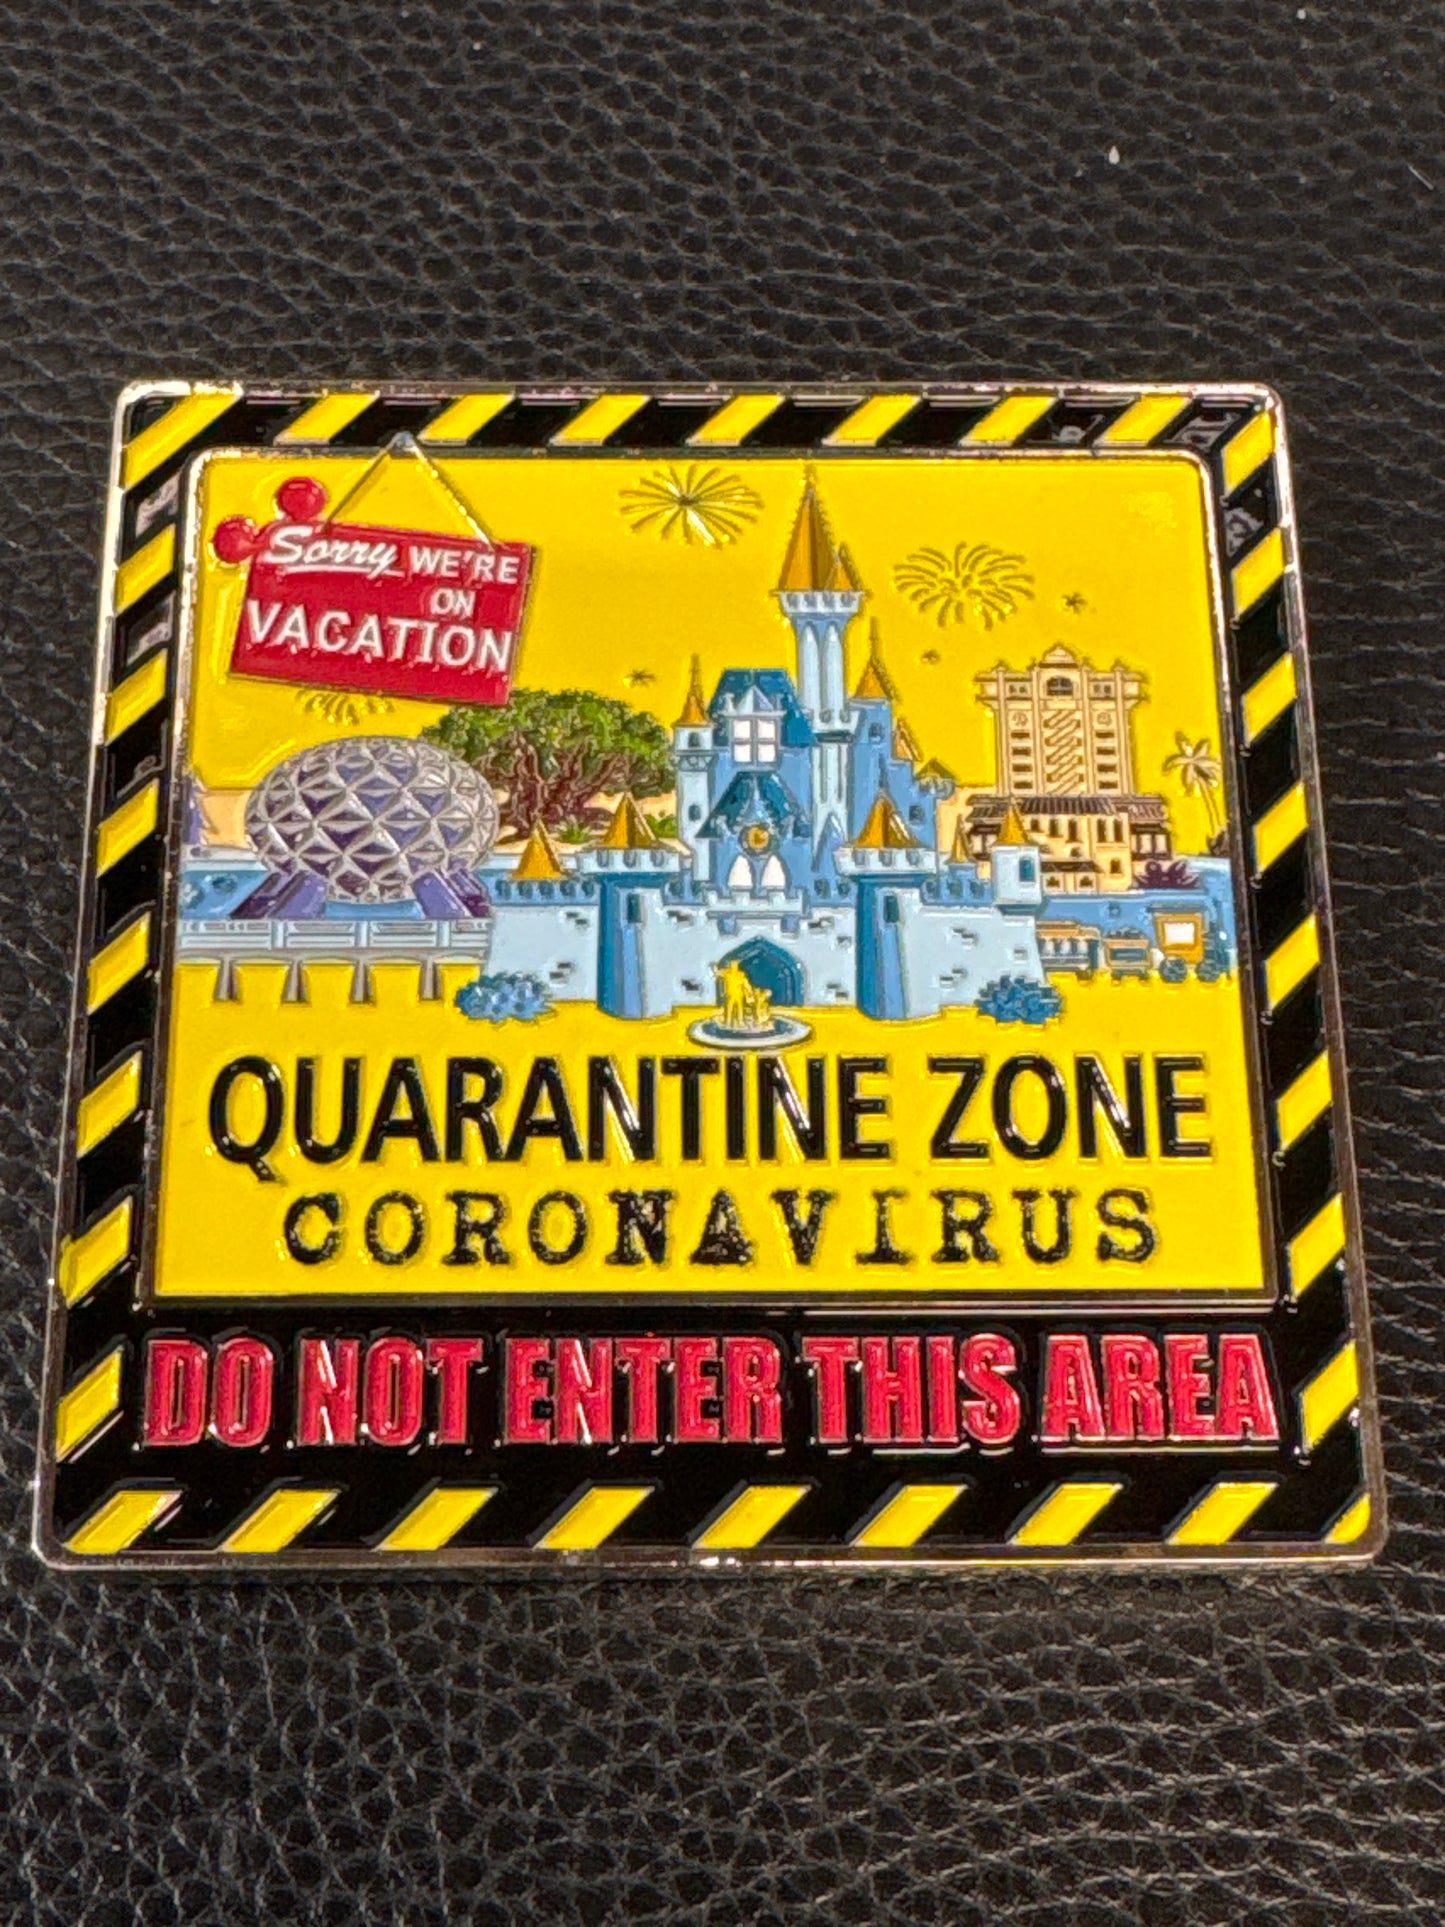 Sorry WE'RE
ON
VACATION
QUARANTINE ZONE
CORONAVIRUS
DO NOT ENTER THIS AREA